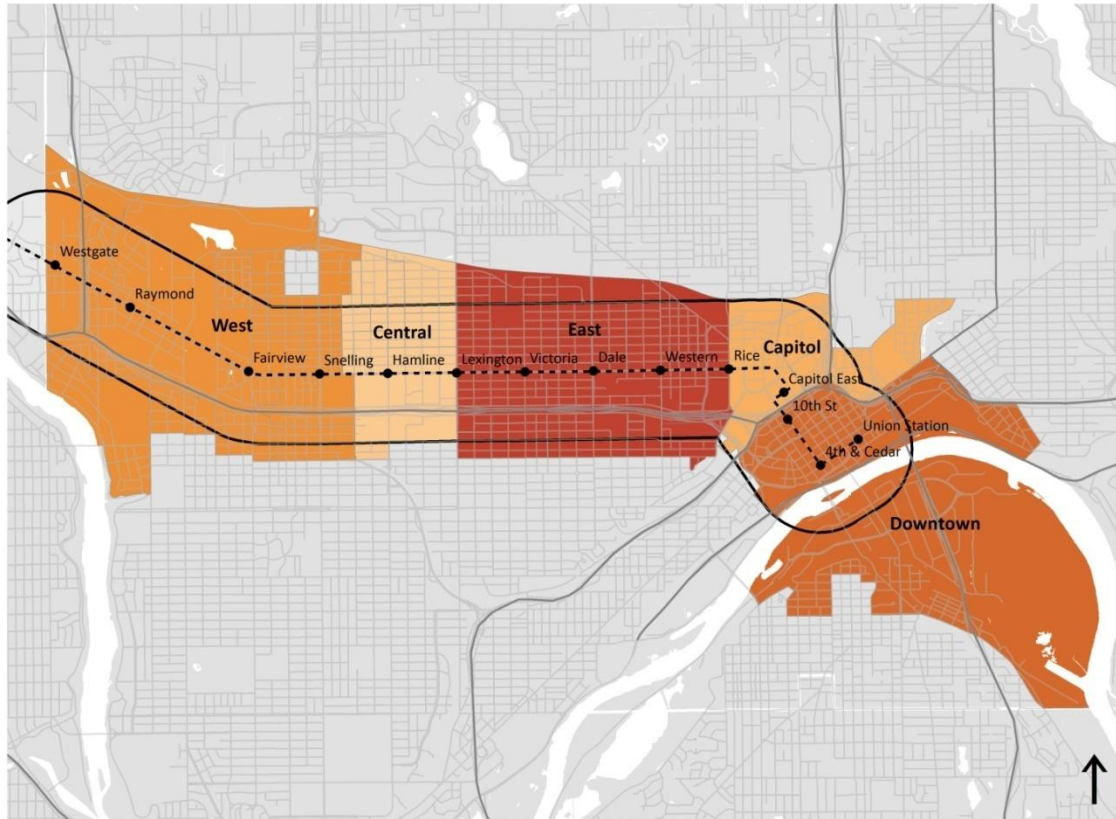 Westgate
Raymond
West
Fairview
Snelling
Central
Hamline
East
Lexington
Victoria
Dale
Western
Rice
Capitol
Capitol East
10th St
Union Station
4th & Cedar
Downtown